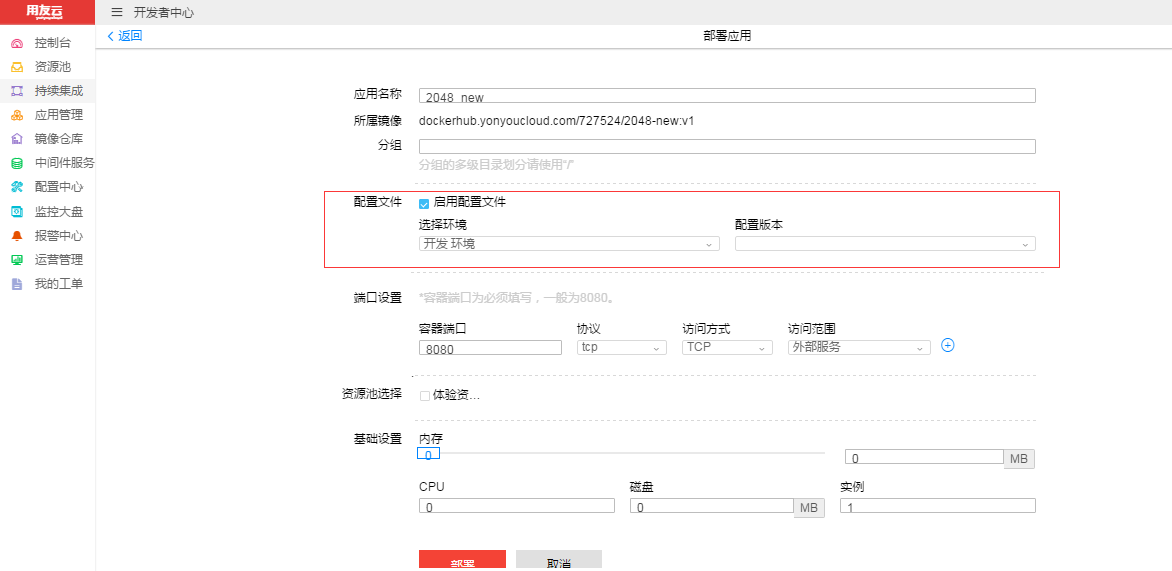 用友云
开发者中心
返回
部署应用
控制台
资源池
持续集成
应用管理
镜像仓库
中间件服务
配置中心
监控大盘
报警中心
运营管理
我的工单
应用名称
2048_new
所属镜像
dockerhub.yonyoucloud.com/727524/2048-new:v1
分组
分组的多级目录划分请使用"/"
配置文件
启用配置文件
选择环境
配置版本
开发 环境
端口设置
*容器端口为必须填写，一般为8080。
容器端口 协议 访问方式 访问范围
8080 tcp TCP 外部服务
资源池选择
体验资...
基础设置
内存
0
0 MB
CPU 磁盘 实例
0 0 MB 1
部署 取消